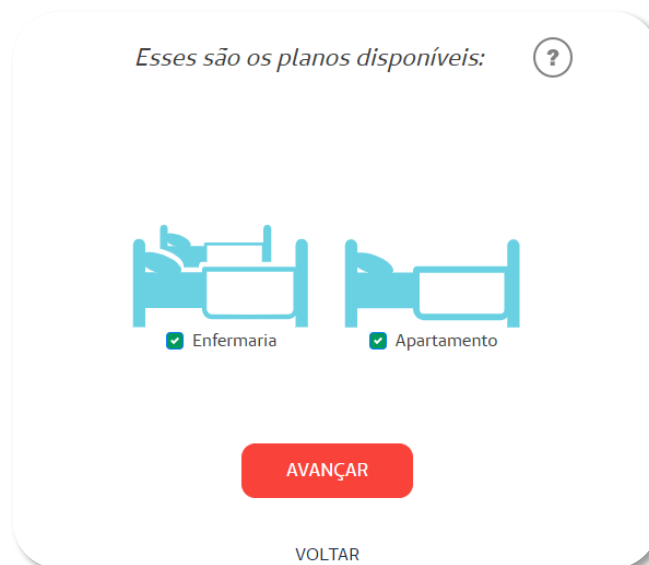 Esses são os planos disponíveis: ?
Enfermaria Apartamento
AVANÇAR
VOLTAR